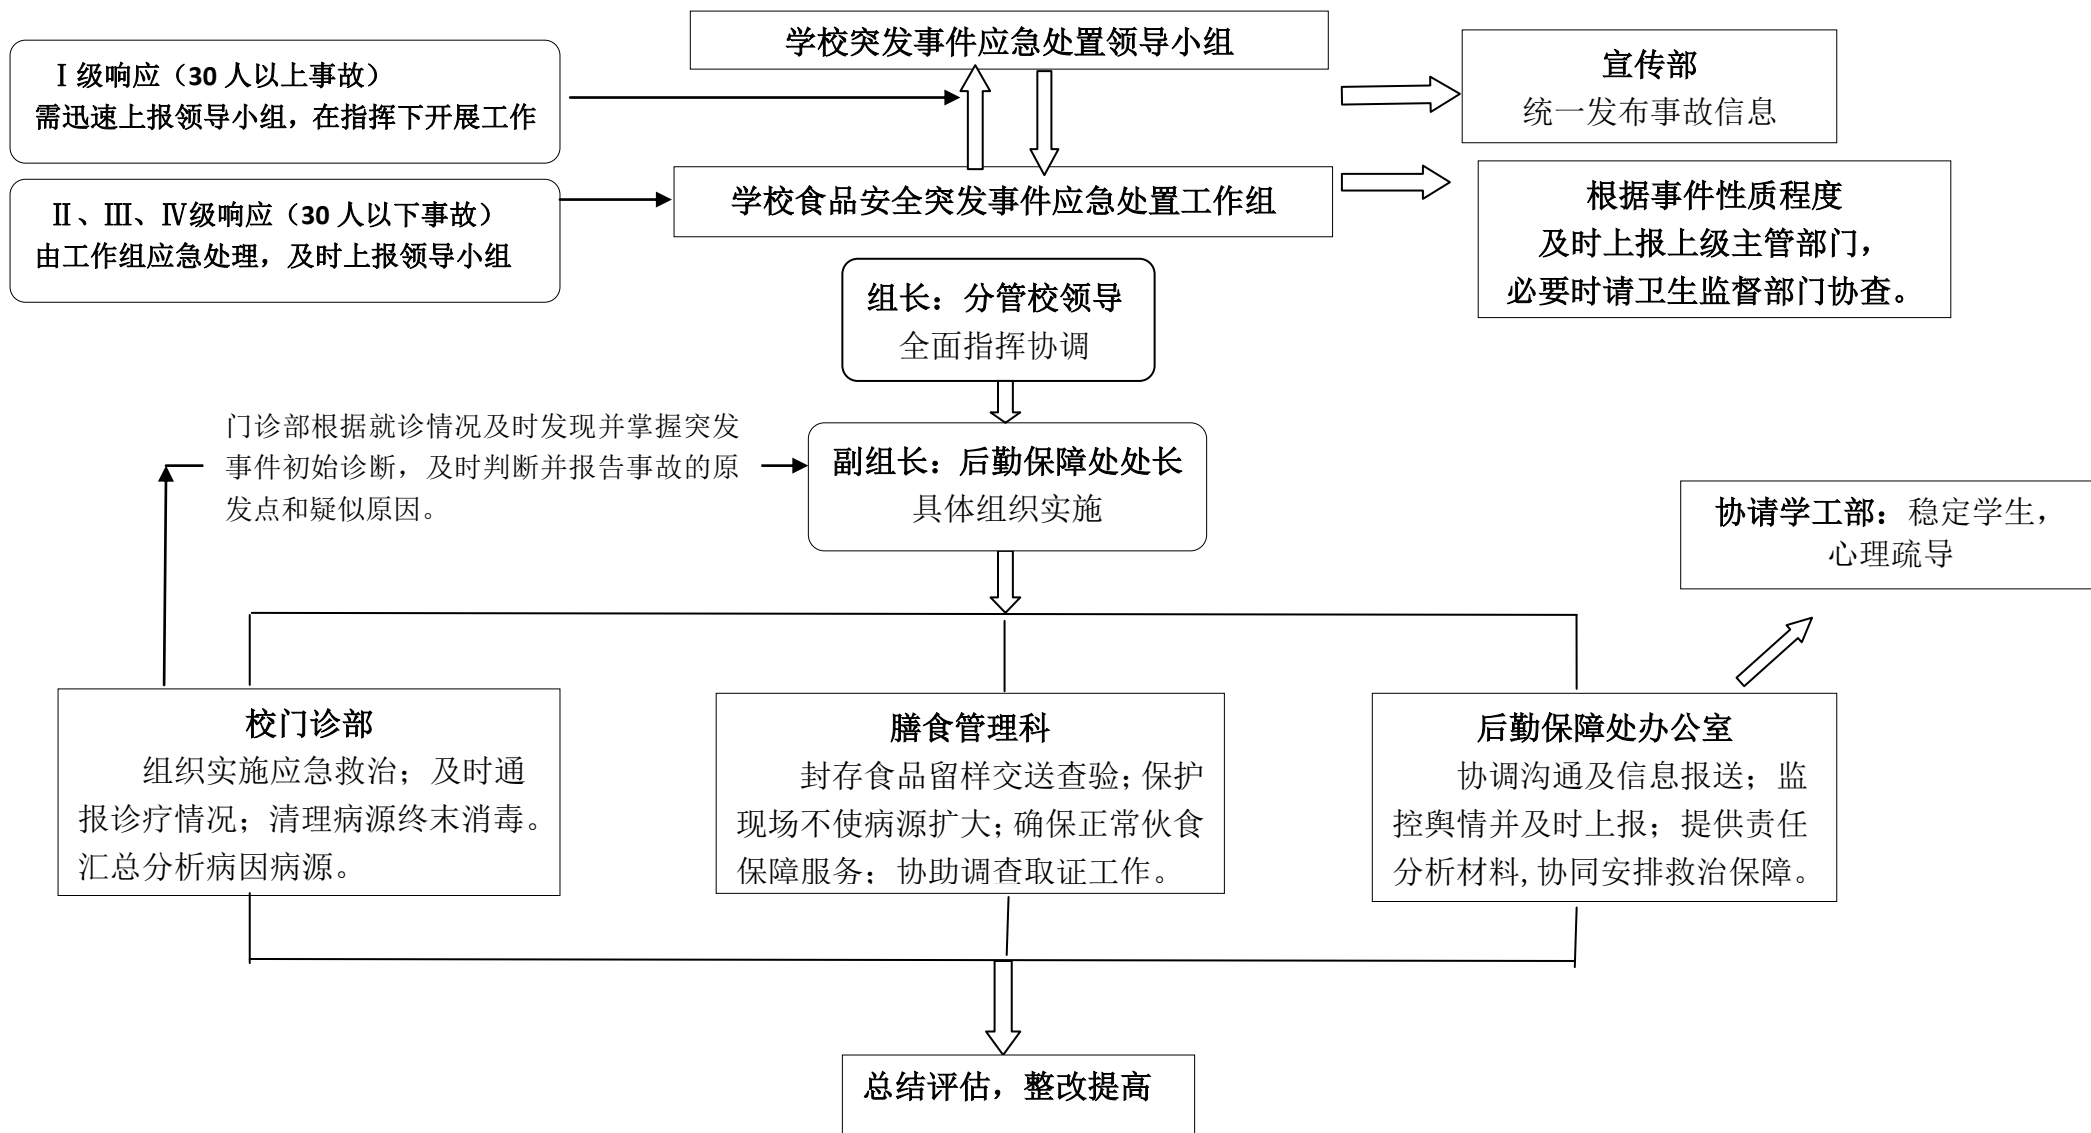 学校突发事件应急处置领导小组
Ⅰ级响应（30 人以上事故）
需迅速上报领导小组，在指挥下开展工作
宣传部
统一发布事故信息
Ⅱ、Ⅲ、Ⅳ级响应（30 人以下事故）
由工作组应急处理，及时上报领导小组
学校食品安全突发事件应急处置工作组
根据事件性质程度
及时上报上级主管部门，
必要时请卫生监督部门协查。
组长：分管校领导
全面指挥协调
门诊部根据就诊情况及时发现并掌握突发
事件初始诊断，及时判断并报告事故的原
发点和疑似原因。
副组长：后勤保障处处长
具体组织实施
协请学工部：稳定学生，
心理疏导
校门诊部
组织实施应急救治；及时通
报诊疗情况；清理病源终末消毒。
汇总分析病因病源。
膳食管理科
封存食品留样交送查验；保护
现场不使病源扩大；确保正常伙食
保障服务；协助调查取证工作。
后勤保障处办公室
协调沟通及信息报送；监
控舆情并及时上报；提供责任
分析材料,协同安排救治保障。
总结评估，整改提高